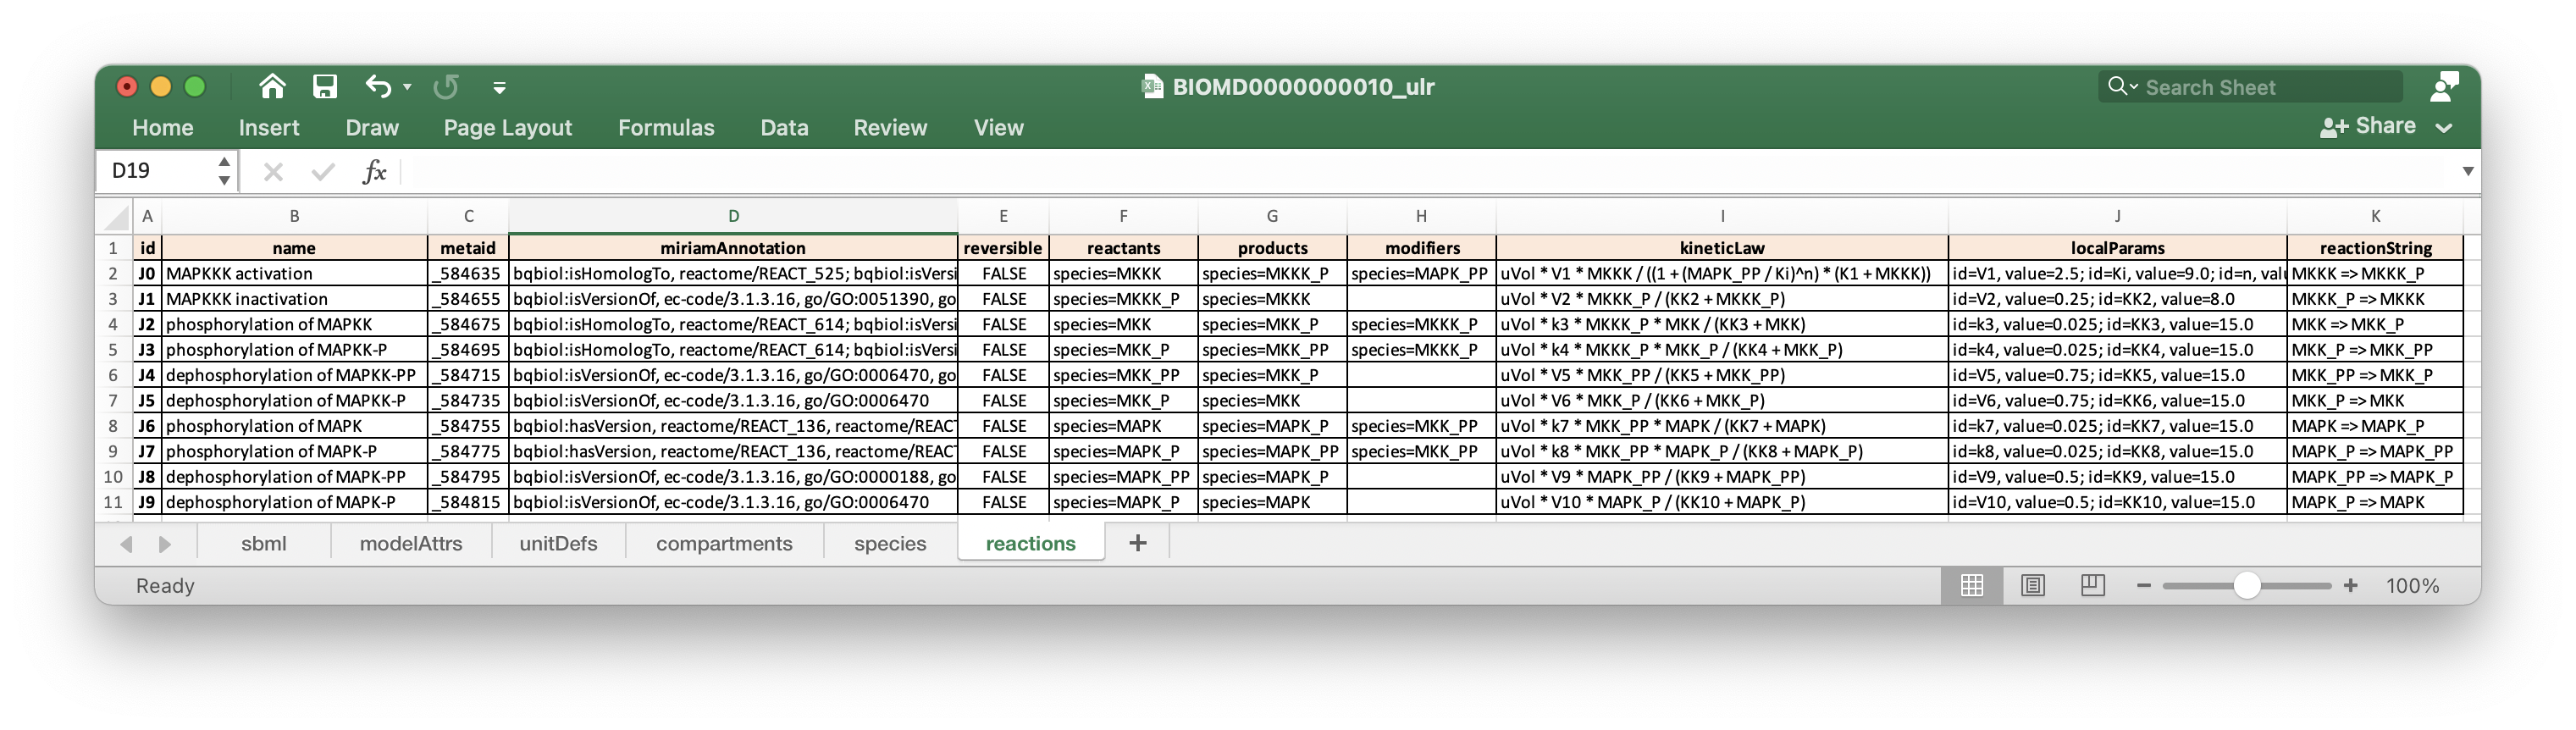 BIOMD0000000010_ulr
Search Sheet
Home Insert Draw Page Layout Formulas Data Review View Share
D19 fx
A B C D E F G H I J K
1 id name metaid miriamAnnotation reversible reactants products modifiers kineticLaw localParams reactionString
2 J0 MAPKKK activation _584635 bqbiol:isHomologTo, reactome/REACT_525; bqbiol:isVersi FALSE species=MKKK species=MKKK_P species=MAPK_PP uVol * V1 * MKKK / ((1 + (MAPK_PP / Ki)^n) * (K1 + MKKK)) id=V1, value=2.5; id=Ki, value=9.0; id=n, valu MKKK => MKKK_P
3 J1 MAPKKK inactivation _584655 bqbiol:isVersionOf, ec-code/3.1.3.16, go/GO:0051390, go FALSE species=MKKK_P species=MKKK uVol * V2 * MKKK_P / (KK2 + MKKK_P) id=V2, value=0.25; id=KK2, value=8.0 MKKK_P => MKKK
4 J2 phosphorylation of MAPKK _584675 bqbiol:isHomologTo, reactome/REACT_614; bqbiol:isVersi FALSE species=MKK species=MKK_P species=MKKK_P uVol * k3 * MKKK_P * MKK / (KK3 + MKK) id=k3, value=0.025; id=KK3, value=15.0 MKK => MKK_P
5 J3 phosphorylation of MAPKK-P _584695 bqbiol:isHomologTo, reactome/REACT_614; bqbiol:isVersi FALSE species=MKK_P species=MKK_PP species=MKKK_P uVol * k4 * MKKK_P * MKK_P / (KK4 + MKK_P) id=k4, value=0.025; id=KK4, value=15.0 MKK_P => MKK_PP
6 J4 dephosphorylation of MAPKK-PP _584715 bqbiol:isVersionOf, ec-code/3.1.3.16, go/GO:0006470, go FALSE species=MKK_PP species=MKK_P uVol * V5 * MKK_PP / (KK5 + MKK_PP) id=V5, value=0.75; id=KK5, value=15.0 MKK_PP => MKK_P
7 J5 dephosphorylation of MAPKK-P _584735 bqbiol:isVersionOf, ec-code/3.1.3.16, go/GO:0006470 FALSE species=MKK_P species=MKK uVol * V6 * MKK_P / (KK6 + MKK_P) id=V6, value=0.75; id=KK6, value=15.0 MKK_P => MKK
8 J6 phosphorylation of MAPK _584755 bqbiol:hasVersion, reactome/REACT_136, reactome/REACT FALSE species=MAPK species=MAPK_P species=MKK_PP uVol * k7 * MKK_PP * MAPK / (KK7 + MAPK) id=k7, value=0.025; id=KK7, value=15.0 MAPK => MAPK_P
9 J7 phosphorylation of MAPK-P _584775 bqbiol:hasVersion, reactome/REACT_136, reactome/REACT FALSE species=MAPK_P species=MAPK_PP species=MKK_PP uVol * k8 * MKK_PP * MAPK_P / (KK8 + MAPK_P) id=k8, value=0.025; id=KK8, value=15.0 MAPK_P => MAPK_PP
10 J8 dephosphorylation of MAPK-PP _584795 bqbiol:isVersionOf, ec-code/3.1.3.16, go/GO:0000188, go FALSE species=MAPK_PP species=MAPK_P uVol * V9 * MAPK_PP / (KK9 + MAPK_PP) id=V9, value=0.5; id=KK9, value=15.0 MAPK_PP => MAPK_P
11 J9 dephosphorylation of MAPK-P _584815 bqbiol:isVersionOf, ec-code/3.1.3.16, go/GO:0006470 FALSE species=MAPK_P species=MAPK uVol * V10 * MAPK_P / (KK10 + MAPK_P) id=V10, value=0.5; id=KK10, value=15.0 MAPK_P => MAPK
sbml modelAttrs unitDefs compartments species reactions +
Ready 100%